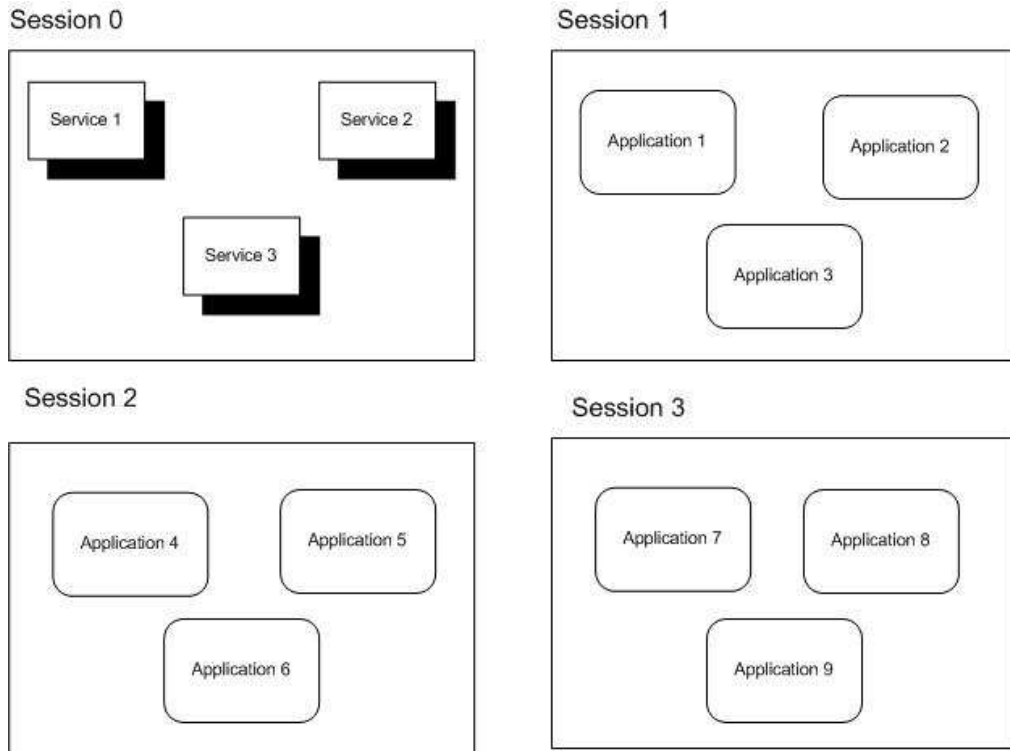 Session 0
Service 1
Service 2
Service 3
Session 1
Application 1
Application 2
Application 3
Session 2
Application 4
Application 5
Application 6
Session 3
Application 7
Application 8
Application 9